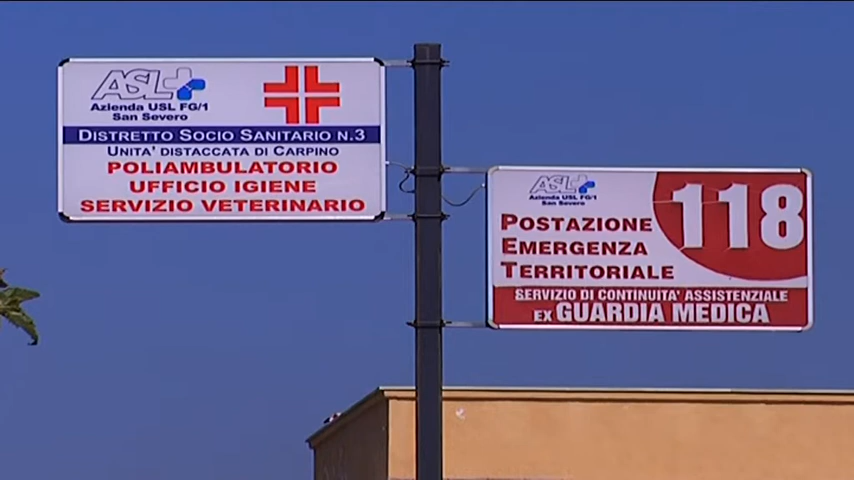 ASL
Azienda USL FG/1
San Severo
Distretto Socio Sanitario N.3
Unita' Distaccata di Carpino
POLIAMBULATORIO
UFFICIO IGIENE
SERVIZIO VETERINARIO
ASL
Azienda USL FG/1
San Severo
Postazione
Emergenza
Territoriale
118
SERVIZIO DI CONTINUITA' ASSISTENZIALE
EX GUARDIA MEDICA